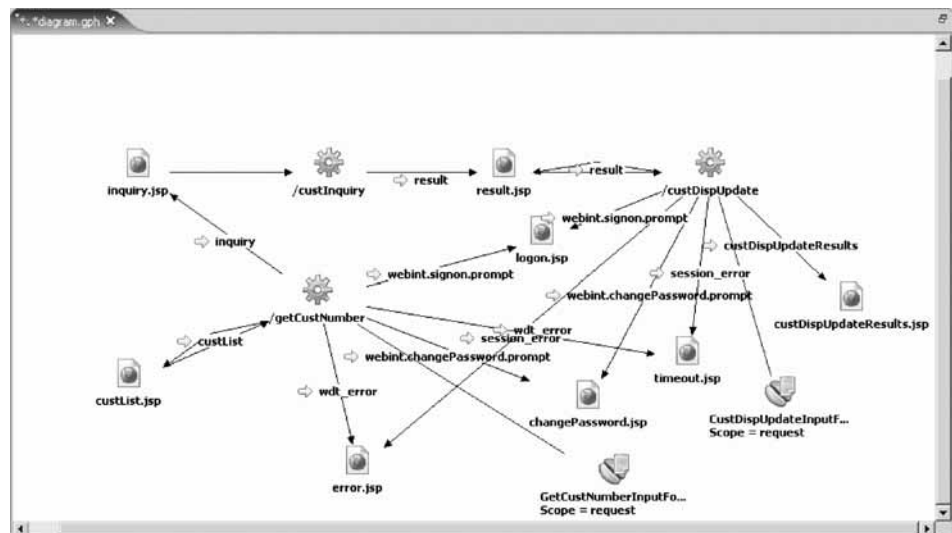 *+.*diagram.gph
inquiry.jsp
/custInquiry
result
result.jsp
result
/custDispUpdate
webint.signon.prompt
inquiry
custDispUpdateResults
logon.jsp
webint.signon.prompt
session_error
webint.changePassword.prompt
/getCustNumber
custDispUpdateResults.jsp
wdt_error
custList
session_error
webint.changePassword.prompt
timeout.jsp
custList.jsp
wdt_error
changePassword.jsp
CustDispUpdateInputF...
Scope = request
error.jsp
GetCustNumberInputFo...
Scope = request